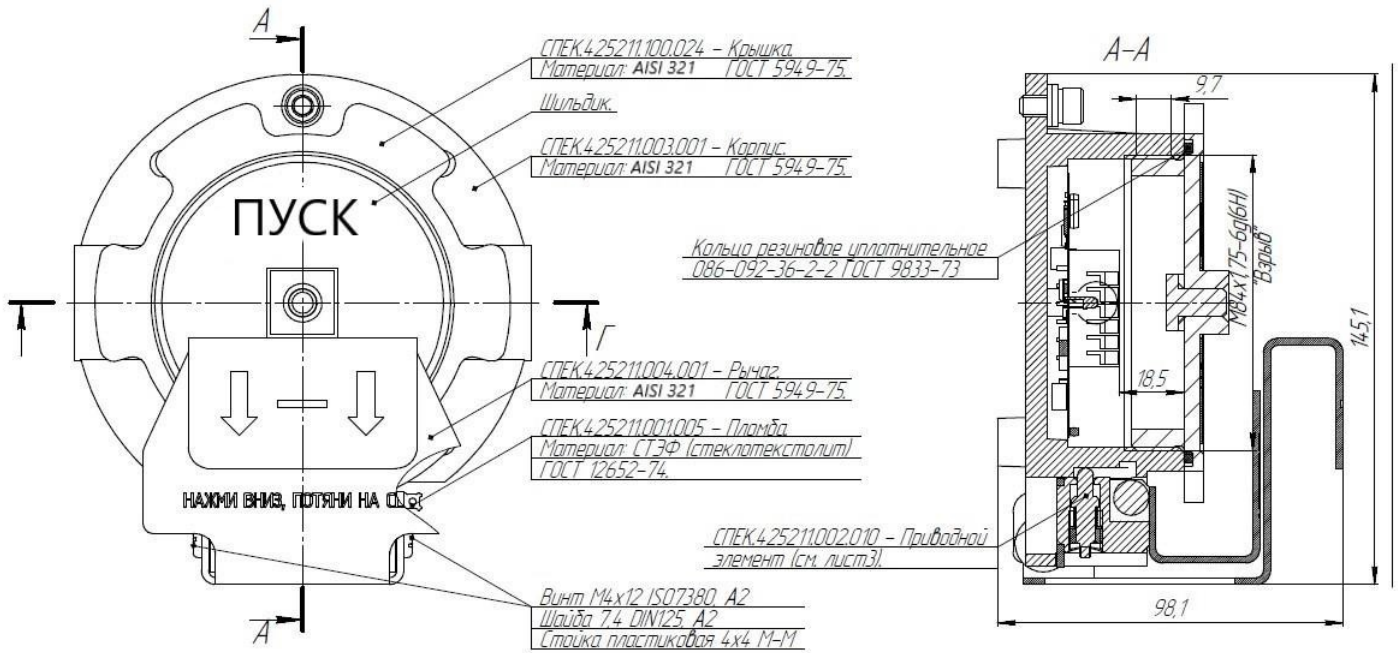 А
СПЕК.425211.100.024 – Крышка.
Материал: AISI 321 ГОСТ 5949-75.
Шильдик.
СПЕК.425211.003.001 – Корпус.
Материал: AISI 321 ГОСТ 5949-75.
ПУСК
Г
СПЕК.425211.004.001 – Рычаг.
Материал: AISI 321 ГОСТ 5949-75.
СПЕК.425211.001.005 – Пломба.
Материал: СТЭФ (стеклотекстолит)
ГОСТ 12652-74.
НАЖМИ ВНИЗ, ПОТЯНИ НА
Винт М4х12 ISO7380, А2
Шайба 7,4 DIN125, А2
Стойка пластиковая 4х4 М-М
А
А-А
9,7
Кольцо резиновое уплотнительное
086-092-36-2-2 ГОСТ 9833-73
М84х1,75-6g(6H)
"Взрыв"
145,1
18,5
СПЕК.425211.002.010 – Приводной
элемент (см. лист3).
98,1